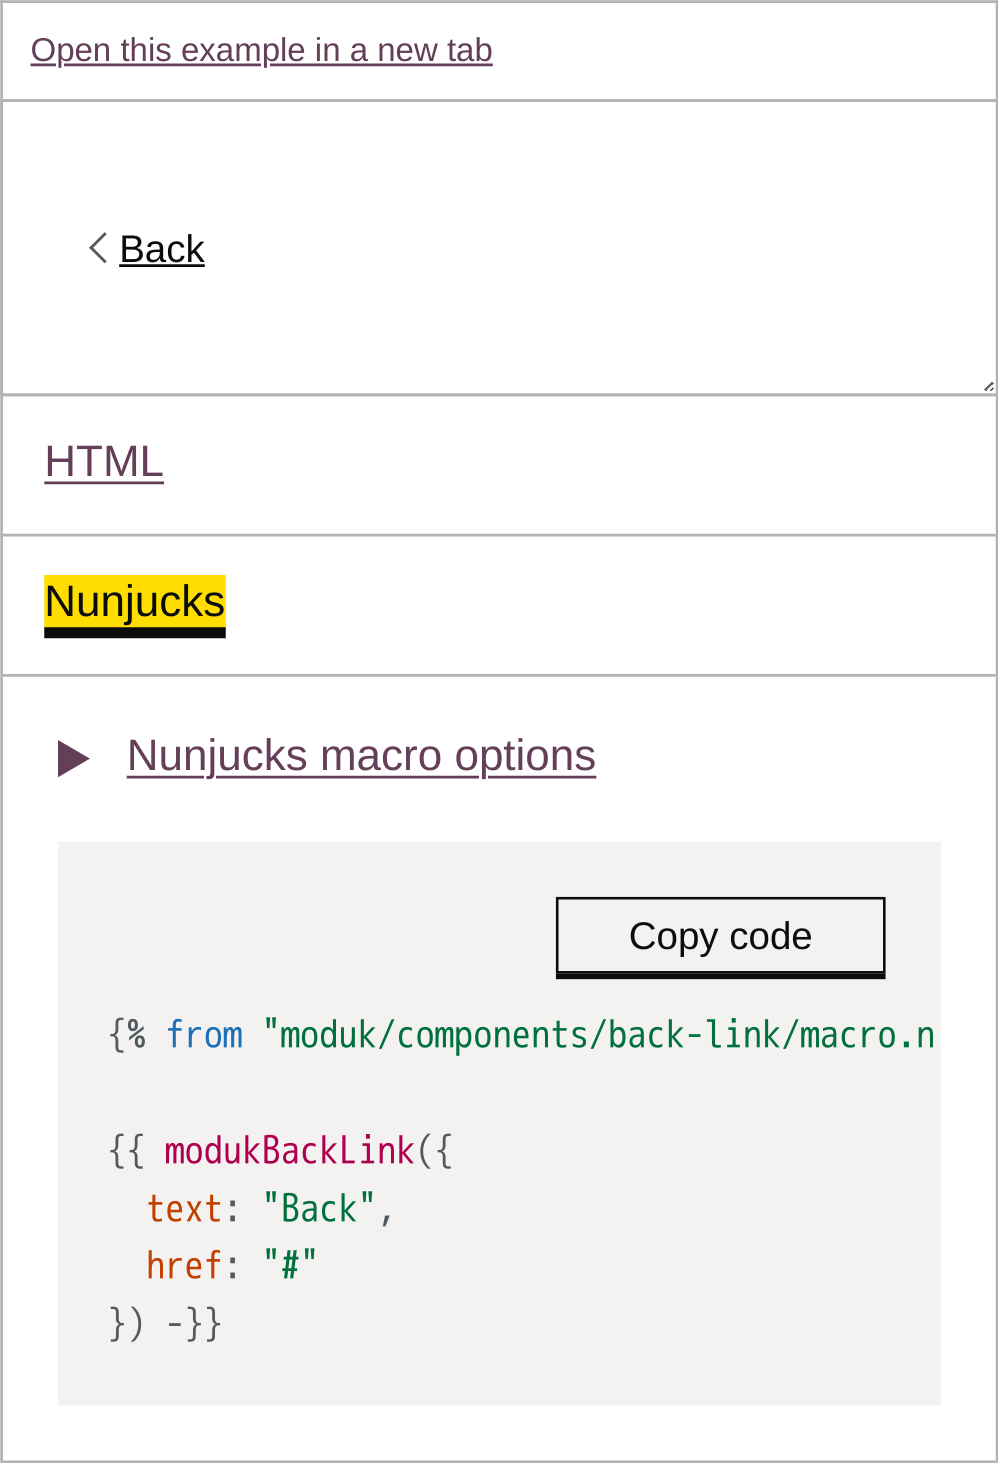 Open this example in a new tab
Back
HTML
Nunjucks
Nunjucks macro options
Copy code
{% from "moduk/components/back-link/macro.n
{{ modukBackLink({
  text: "Back",
  href: "#"
}) -}}